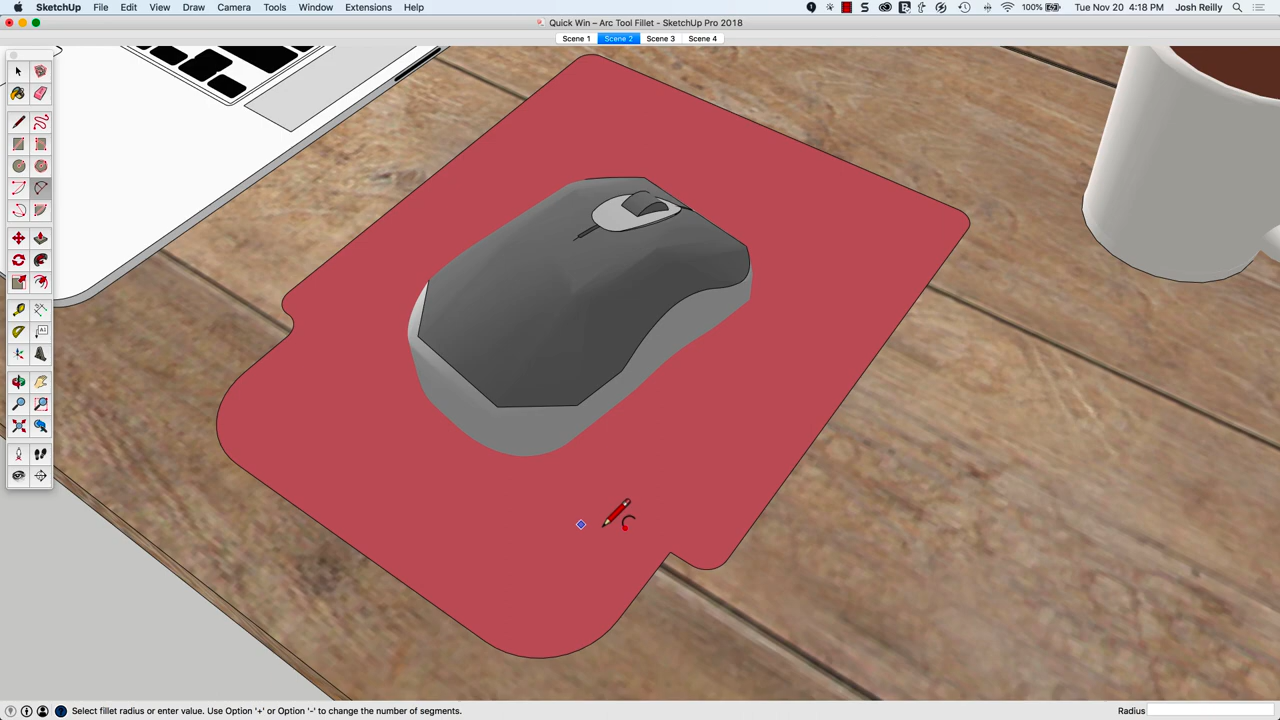 SketchUp File Edit View Draw Camera Tools Window Extensions Help 100% Tue Nov 20 4:18 PM Josh Reilly
Quick Win – Arc Tool Fillet - SketchUp Pro 2018
Scene 1 Scene 2 Scene 3 Scene 4
A1
Select fillet radius or enter value. Use Option '+' or Option '-' to change the number of segments. Radius